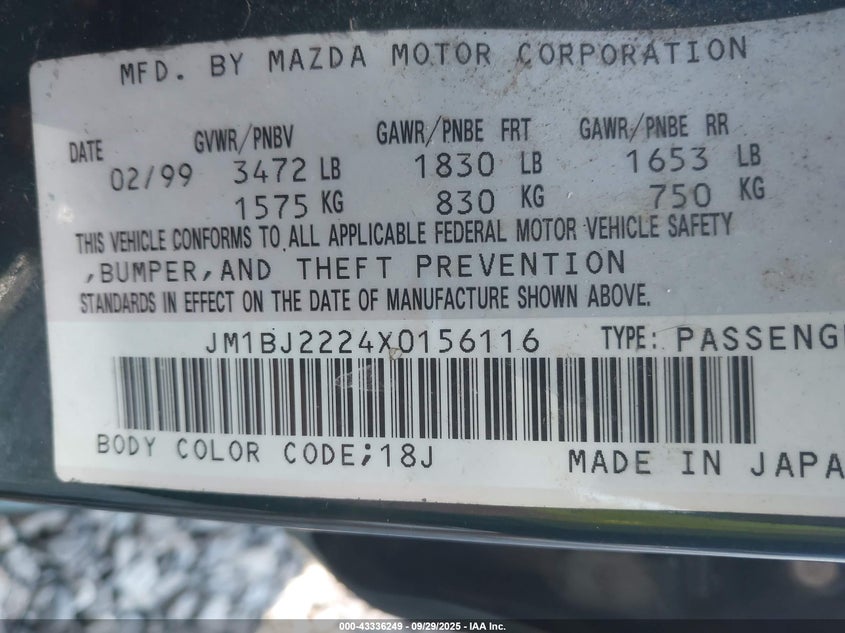 MFD. BY MAZDA MOTOR CORPORATION
DATE GVWR/PNBV GAWR/PNBE FRT GAWR/PNBE RR
02/99 3472 LB 1830 LB 1653 LB
1575 KG 830 KG 750 KG
THIS VEHICLE CONFORMS TO ALL APPLICABLE FEDERAL MOTOR VEHICLE SAFETY
,BUMPER,AND THEFT PREVENTION
STANDARDS IN EFFECT ON THE DATE OF MANUFACTURE SHOWN ABOVE.
JM1BJ2224X0156116 TYPE: PASSENG
BODY COLOR CODE;18J MADE IN JAPA
000-43336249 - 09/29/2025 - IAA Inc.